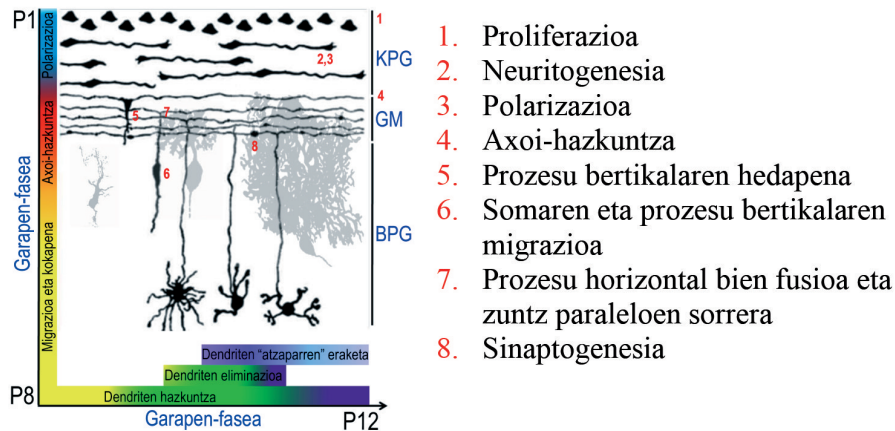 P1
Polarizazioa
Axoi-hazkuntza
Migrazioa eta kokapena
Garapen-fasea
1
2,3
4
5
7
8
6
KPG
GM
BPG
Dendriten “atzaparren” eraketa
Dendriten eliminazioa
Dendriten hazkuntza
P8
Garapen-fasea
P12
1. Proliferazioa
2. Neuritogenesia
3. Polarizazioa
4. Axoi-hazkuntza
5. Prozesu bertikalaren hedapena
6. Somaren eta prozesu bertikalaren
migrazioa
7. Prozesu horizontal bien fusioa eta
zuntz paraleloen sorrera
8. Sinaptogenesia